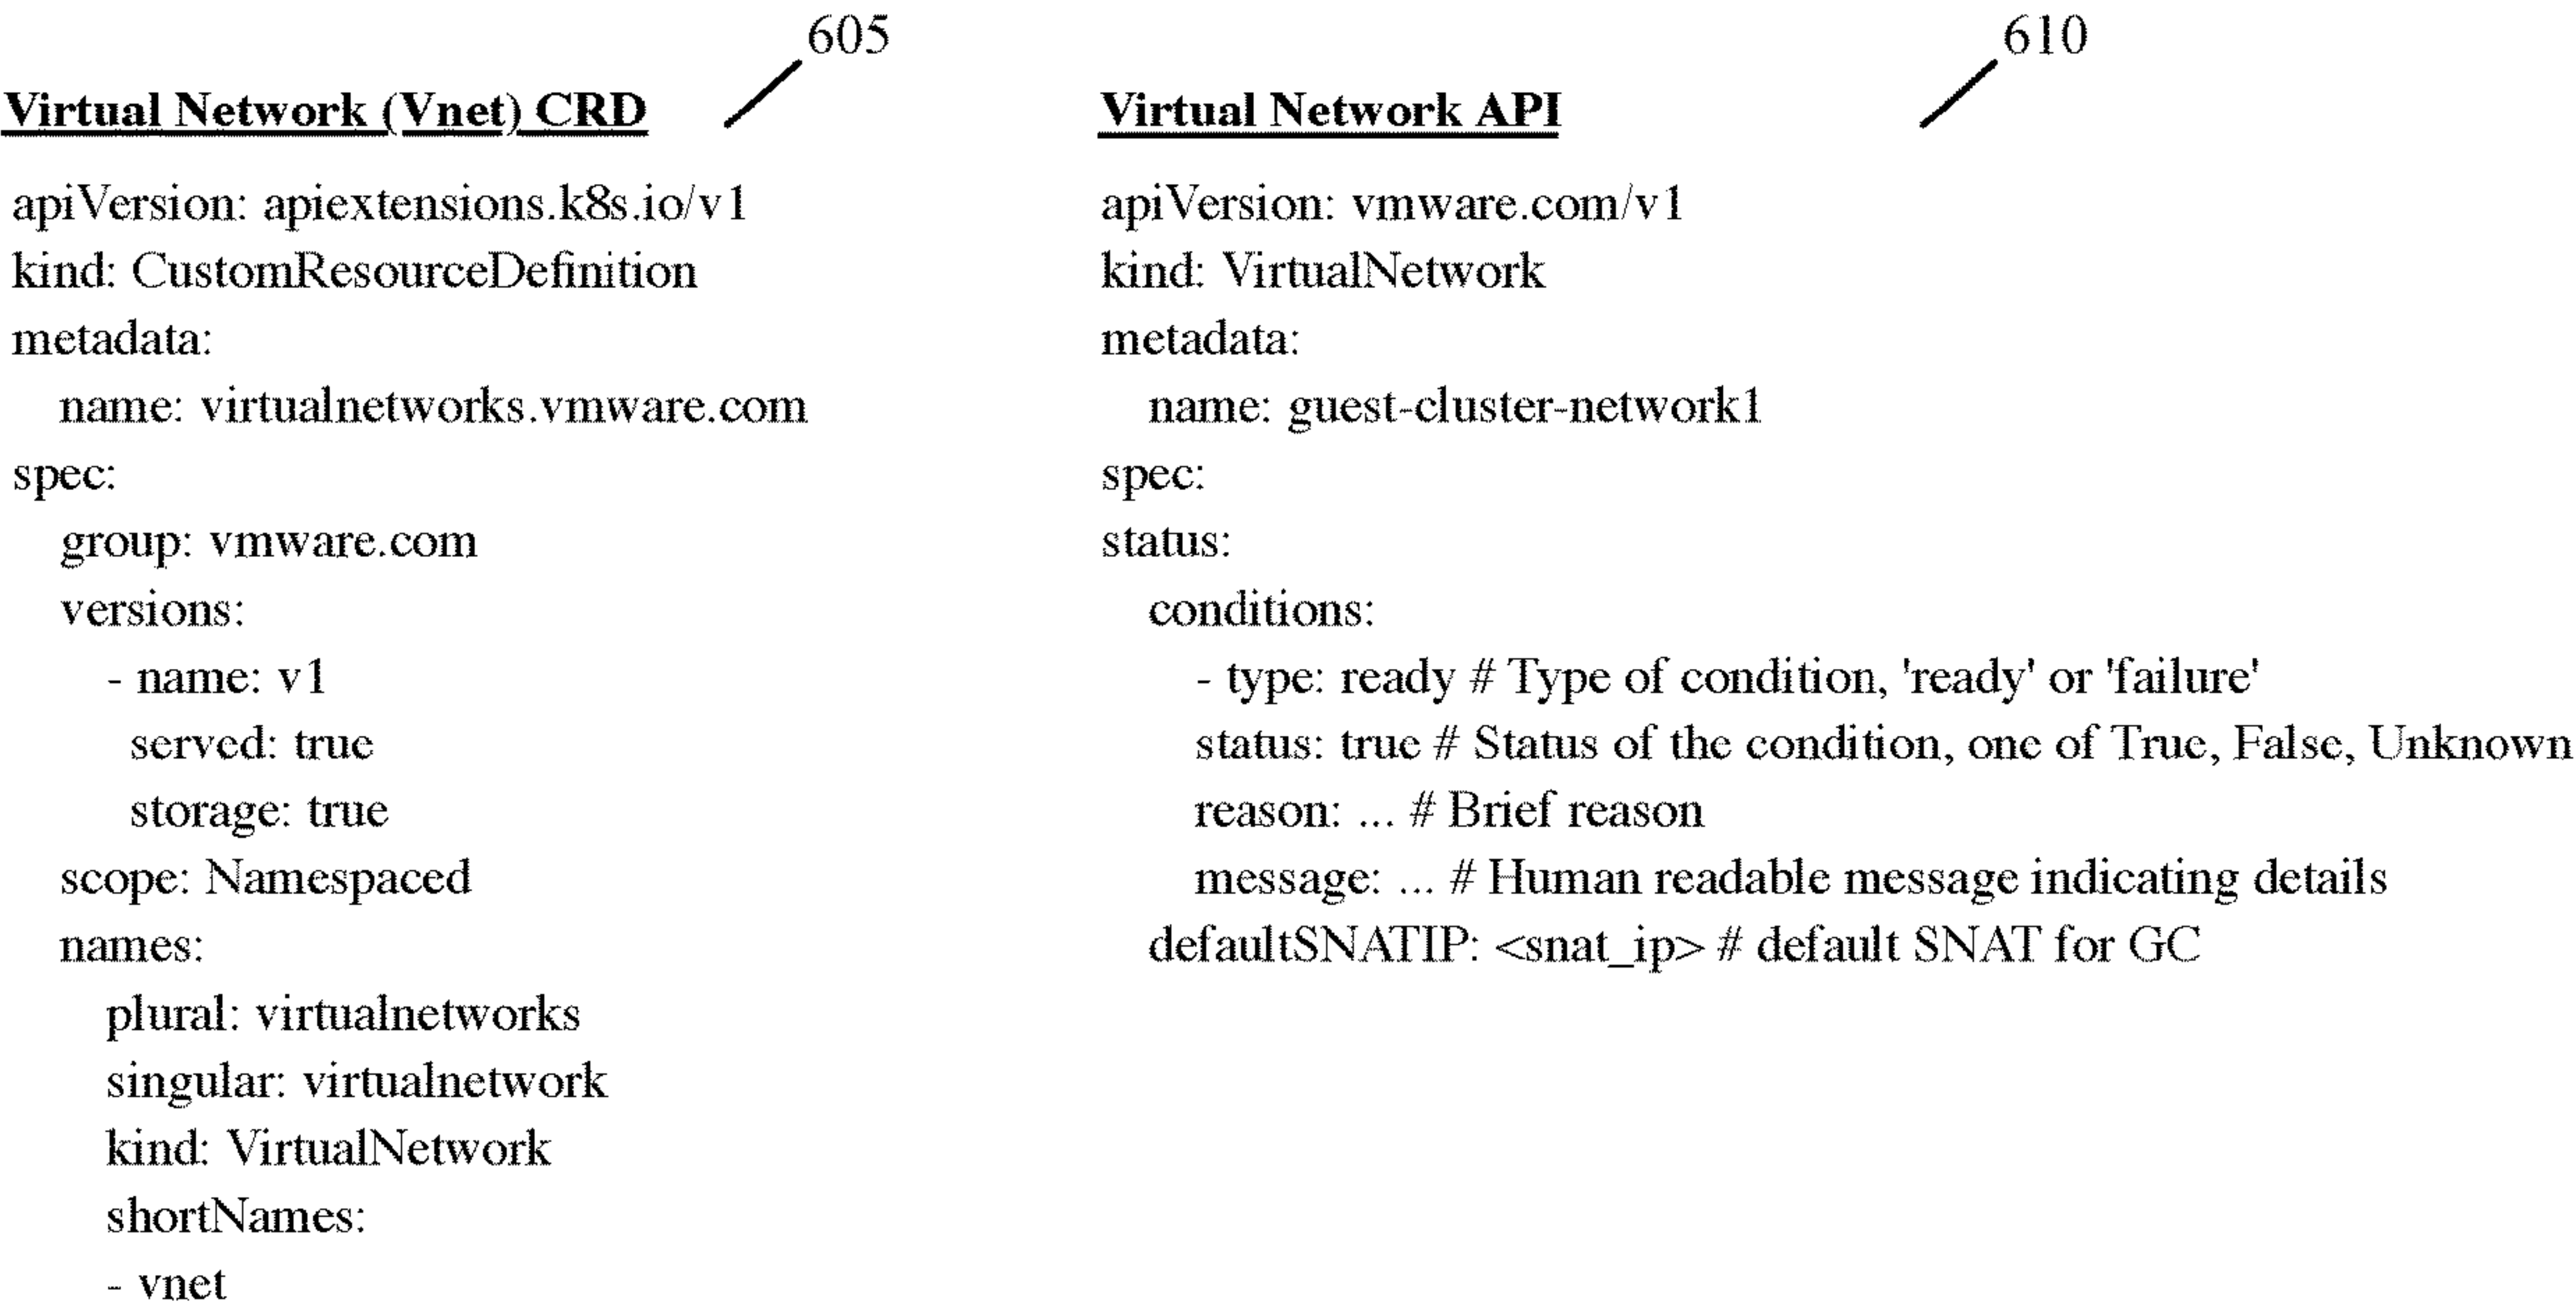 605
Virtual Network (Vnet) CRD
apiVersion: apiextensions.k8s.io/v1
kind: CustomResourceDefinition
metadata:
name: virtualnetworks.vmware.com
spec:
group: vmware.com
versions:
- name: v1
served: true
storage: true
scope: Namespaced
names:
plural: virtualnetworks
singular: virtualnetwork
kind: VirtualNetwork
shortNames:
- vnet
610
Virtual Network API
apiVersion: vmware.com/v1
kind: VirtualNetwork
metadata:
name: guest-cluster-network1
spec:
status:
conditions:
- type: ready # Type of condition, 'ready' or 'failure'
status: true # Status of the condition, one of True, False, Unknown
reason: ... # Brief reason
message: ... # Human readable message indicating details
defaultSNATIP: <snat_ip> # default SNAT for GC